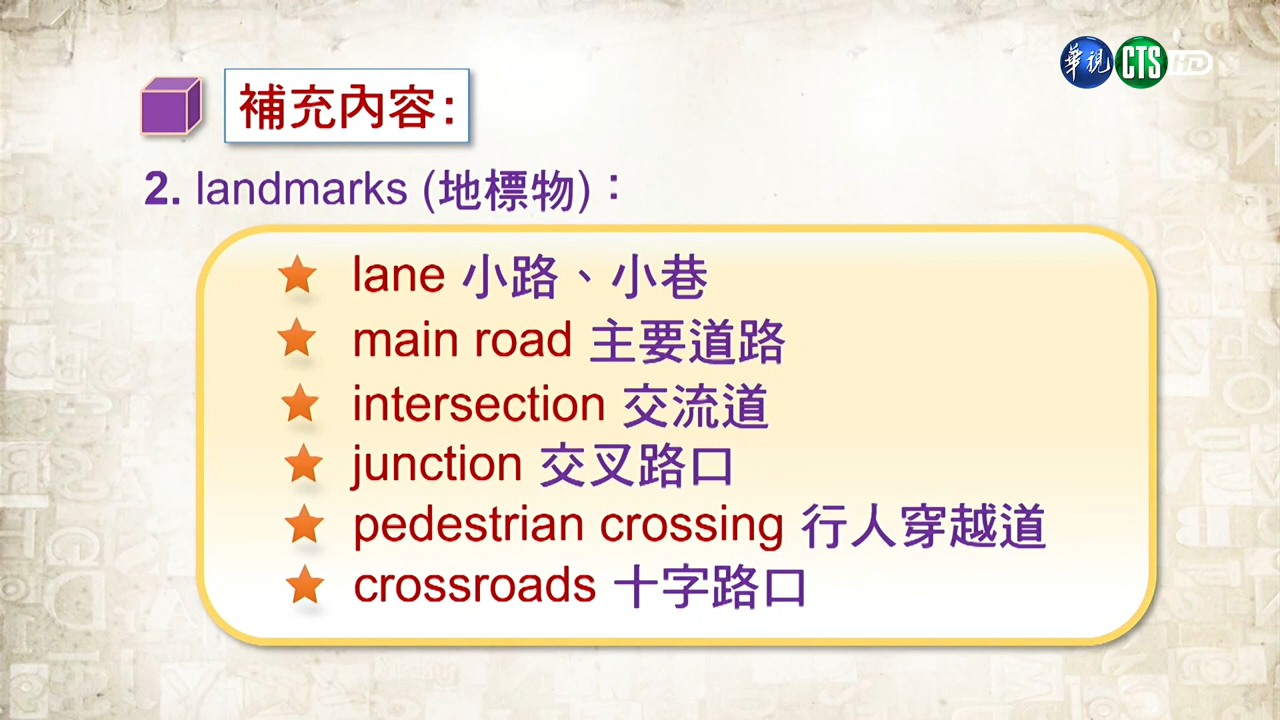 華視 CTS HD
補充內容:
2. landmarks (地標物)：
lane 小路、小巷
main road 主要道路
intersection 交流道
junction 交叉路口
pedestrian crossing 行人穿越道
crossroads 十字路口